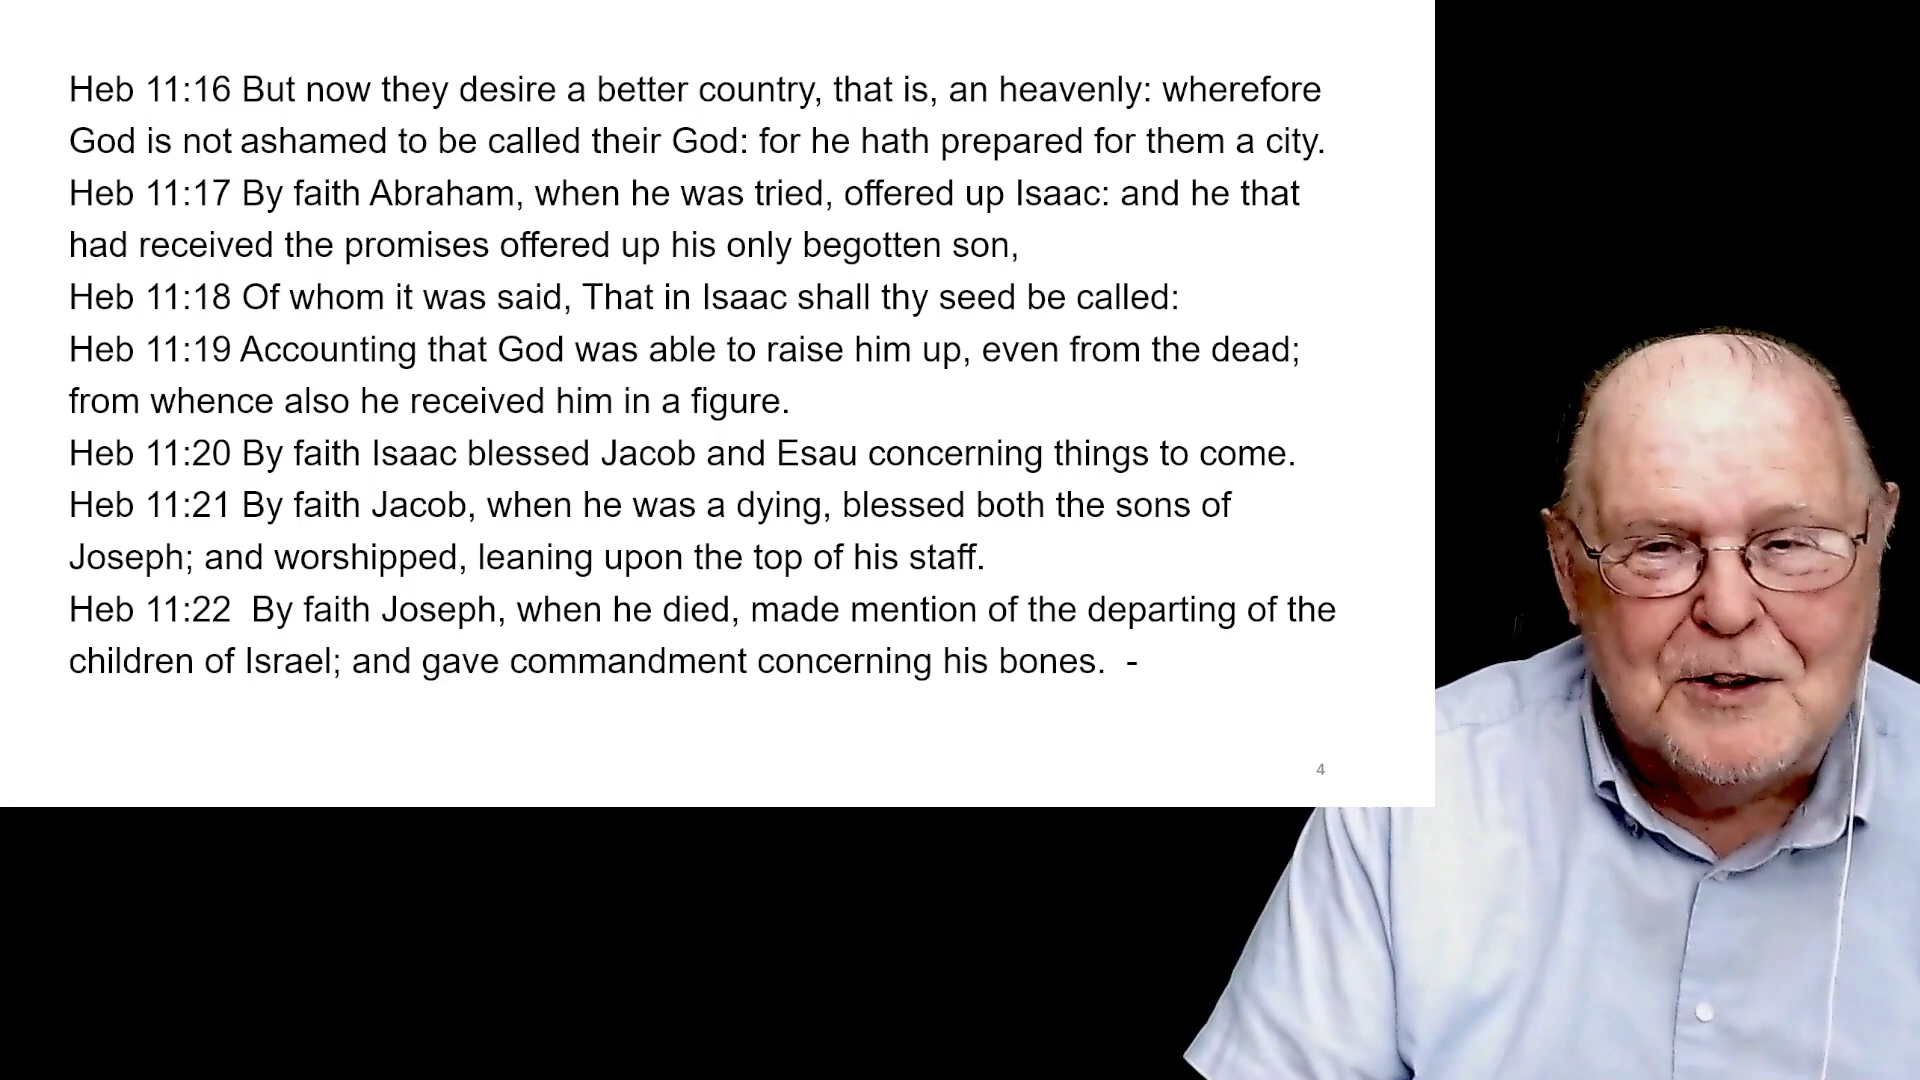 Heb 11:16 But now they desire a better country, that is, an heavenly: wherefore
God is not ashamed to be called their God: for he hath prepared for them a city.
Heb 11:17 By faith Abraham, when he was tried, offered up Isaac: and he that
had received the promises offered up his only begotten son,
Heb 11:18 Of whom it was said, That in Isaac shall thy seed be called:
Heb 11:19 Accounting that God was able to raise him up, even from the dead;
from whence also he received him in a figure.
Heb 11:20 By faith Isaac blessed Jacob and Esau concerning things to come.
Heb 11:21 By faith Jacob, when he was a dying, blessed both the sons of
Joseph; and worshipped, leaning upon the top of his staff.
Heb 11:22  By faith Joseph, when he died, made mention of the departing of the
children of Israel; and gave commandment concerning his bones.  -
4